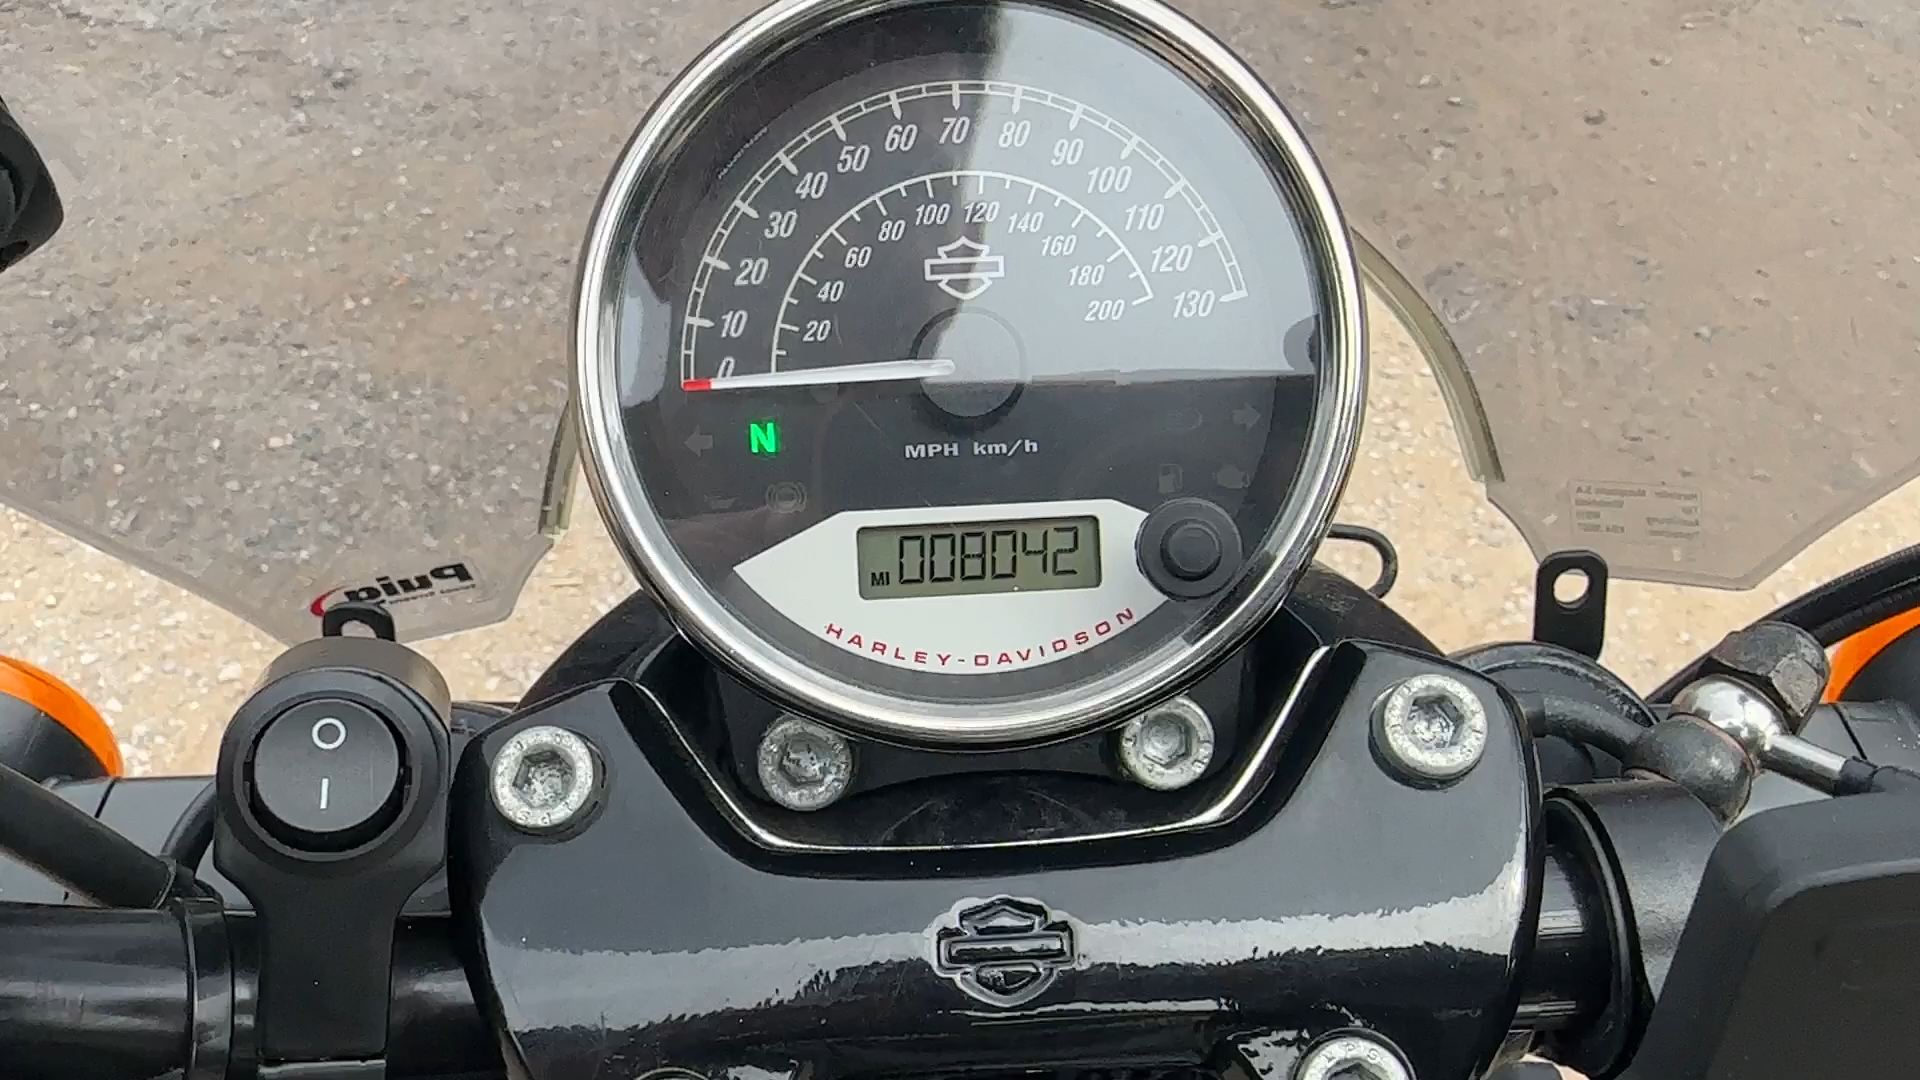 0 10 20 30 40 50 60 70 80 90 100 110 120 130
20 40 60 80 100 120 140 160 180 200
N
MPH km/h
MI 008042
HARLEY-DAVIDSON
Puig
O
I